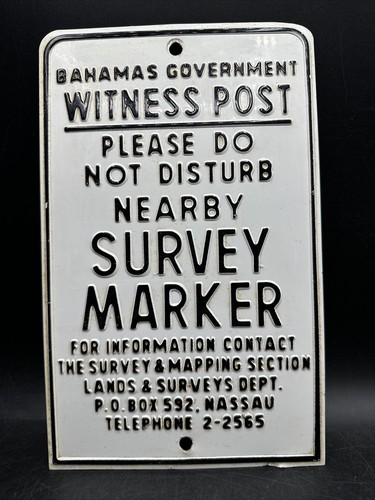 BAHAMAS GOVERNMENT
WITNESS POST
PLEASE DO
NOT DISTURB
NEARBY
SURVEY
MARKER
FOR INFORMATION CONTACT
THE SURVEY & MAPPING SECTION
LANDS & SURVEYS DEPT.
P.O. BOX 592, NASSAU
TELEPHONE 2-2565